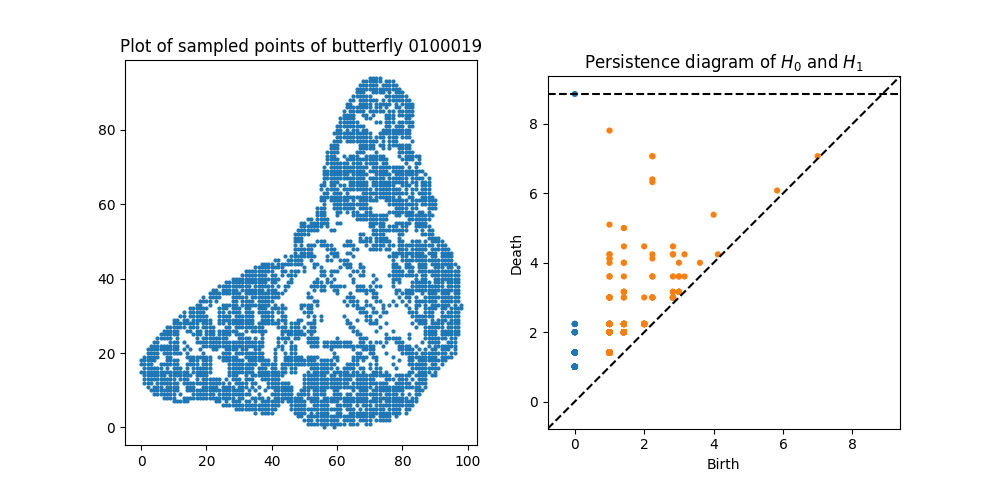 Plot of sampled points of butterfly 0100019
80
60
40
20
0
0 20 40 60 80 100
Persistence diagram of H₀ and H₁
Death
8
6
4
2
0
0 2 4 6 8
Birth